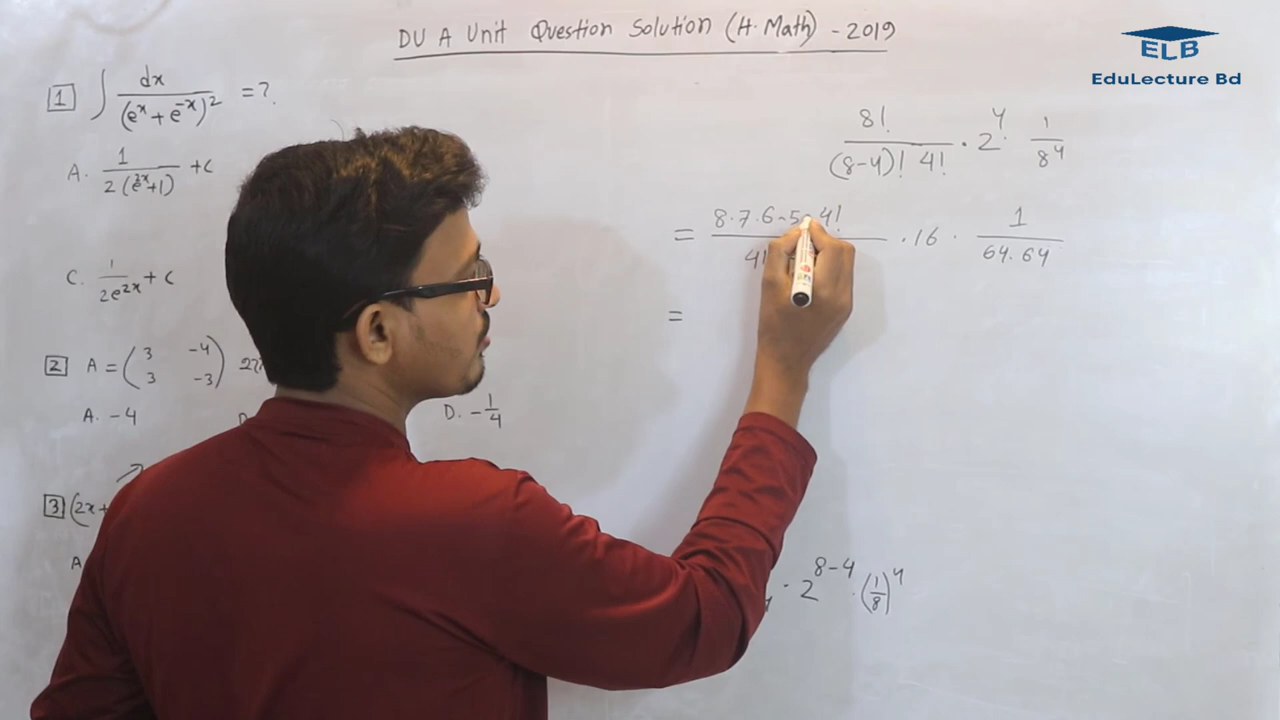 DU A Unit Question Solution (H. Math) - 2019
ELB
EduLecture Bd
1 ∫ dx / (e^x + e^-x)^2 = ?
A. 1 / 2(e^2x+1) + c
C. 1 / 2e^2x + c
2 A = (3 -4
3 -3)
A. -4
D. -1/4
3 (2x+
A
8! / (8-4)! 4! · 2^4 · 1 / 8^4
= 8·7·6·5·4! / 4! · 16 · 1 / 64·64
=
· 2^8-4 · (1/8)^4